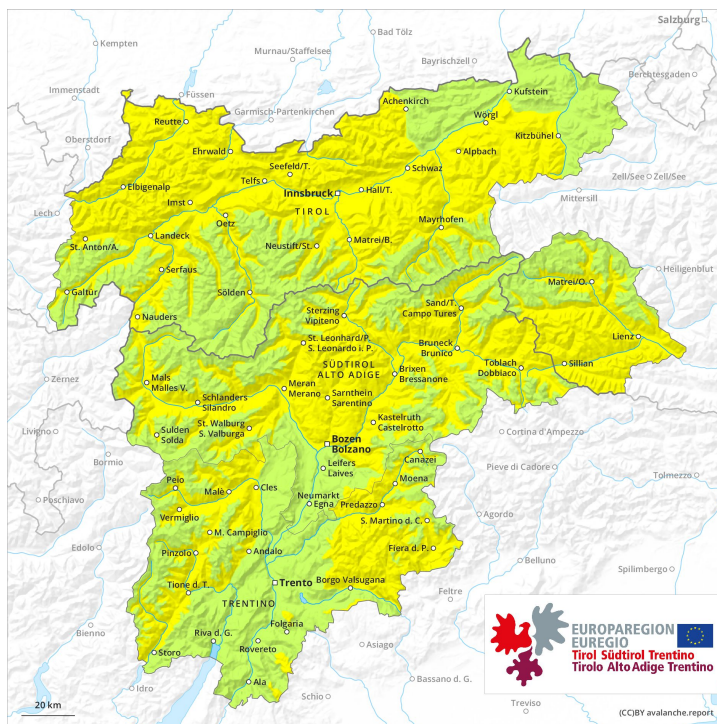 Salzburg
Bad Tölz
Kempten
Murnau/Staffelsee
Bayrischzell
Berchtesgaden
Immenstadt
Füssen
Garmisch-Partenkirchen
Kufstein
Achenkirch
Reutte
Wörgl
Oberstdorf
Ehrwald
Kitzbühel
Alpbach
Seefeld/T.
Schwaz
Zell/See
Zell/See
Telfs
Elbigenalp
Innsbruck
Hall/T.
Mittersill
Lech
Imst
TIROL
Oetz
Mayrhofen
St. Anton/A.
Landeck
Neustift/St.
Matrei/B.
Serfaus
Heiligenblut
Galtür
Sölden
Matrei/O.
Nauders
Sterzing
Vipiteno
Sand/T.
Campo Tures
St. Leonhard/P.
S. Leonardo i. P.
Bruneck
Brunico
Lienz
SÜDTIROL
ALTO ADIGE
Toblach
Dobbiaco
Sillian
Zernez
Mals
Malles V.
Meran
Merano
Brixen
Bressanone
Schlanders
Silandro
Sarnthein
Sarentino
St. Walburg
S. Valburga
Kastelruth
Castelrotto
Livigno
Sulden
Solda
Bozen
Bolzano
Cortina d'Ampezzo
Bormio
Canazei
Leifers
Laives
Pieve di Cadore
Peio
Moena
Tolmezzo
Poschiavo
Malè
Cles
Neumarkt
Egna
Predazzo
Vermiglio
Agordo
S. Martino d. C.
M. Campiglio
Edolo
Pinzolo
Andalo
Fiera d. P.
Belluno
Trento
Borgo Valsugana
Spilimbergo
Tione d. T.
Feltre
TRENTINO
Folgaria
Bienno
Riva d. G.
Rovereto
Asiago
Storo
Ala
Bassano d. G.
Idro
Schio
Treviso
EUROPAREGION
EUREGIO
Tirol Südtirol Trentino
Tirolo Alto Adige Trentino
20 km
(CC)BY avalanche.report